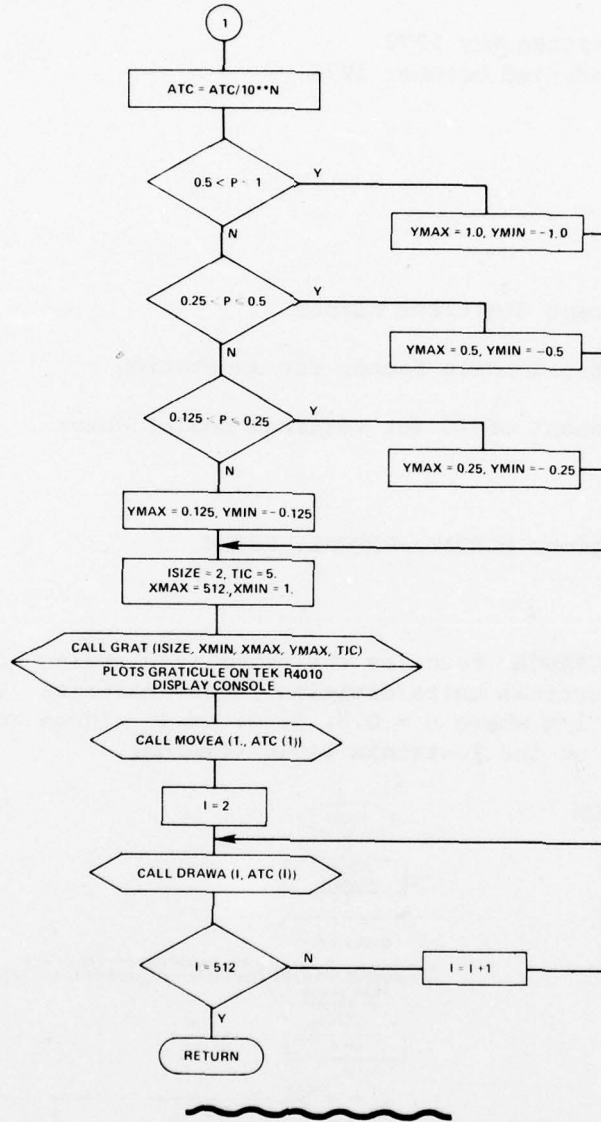 1
ATC = ATC/10**N
0.5 < P 1
Y
N
YMAX = 1.0, YMIN = -1.0
0.25 < P ≤ 0.5
Y
N
YMAX = 0.5, YMIN = -0.5
0.125 < P ≤ 0.25
Y
N
YMAX = 0.25, YMIN = -0.25
YMAX = 0.125, YMIN = -0.125
ISIZE = 2, TIC = 5.
XMAX = 512., XMIN = 1.
CALL GRAT (ISIZE, XMIN, XMAX, YMAX, TIC)
PLOTS GRATICULE ON TEK R4010
DISPLAY CONSOLE
CALL MOVEA (1., ATC (1))
I = 2
CALL DRAWA (I, ATC (I))
I = 512
N
I = I +1
Y
RETURN